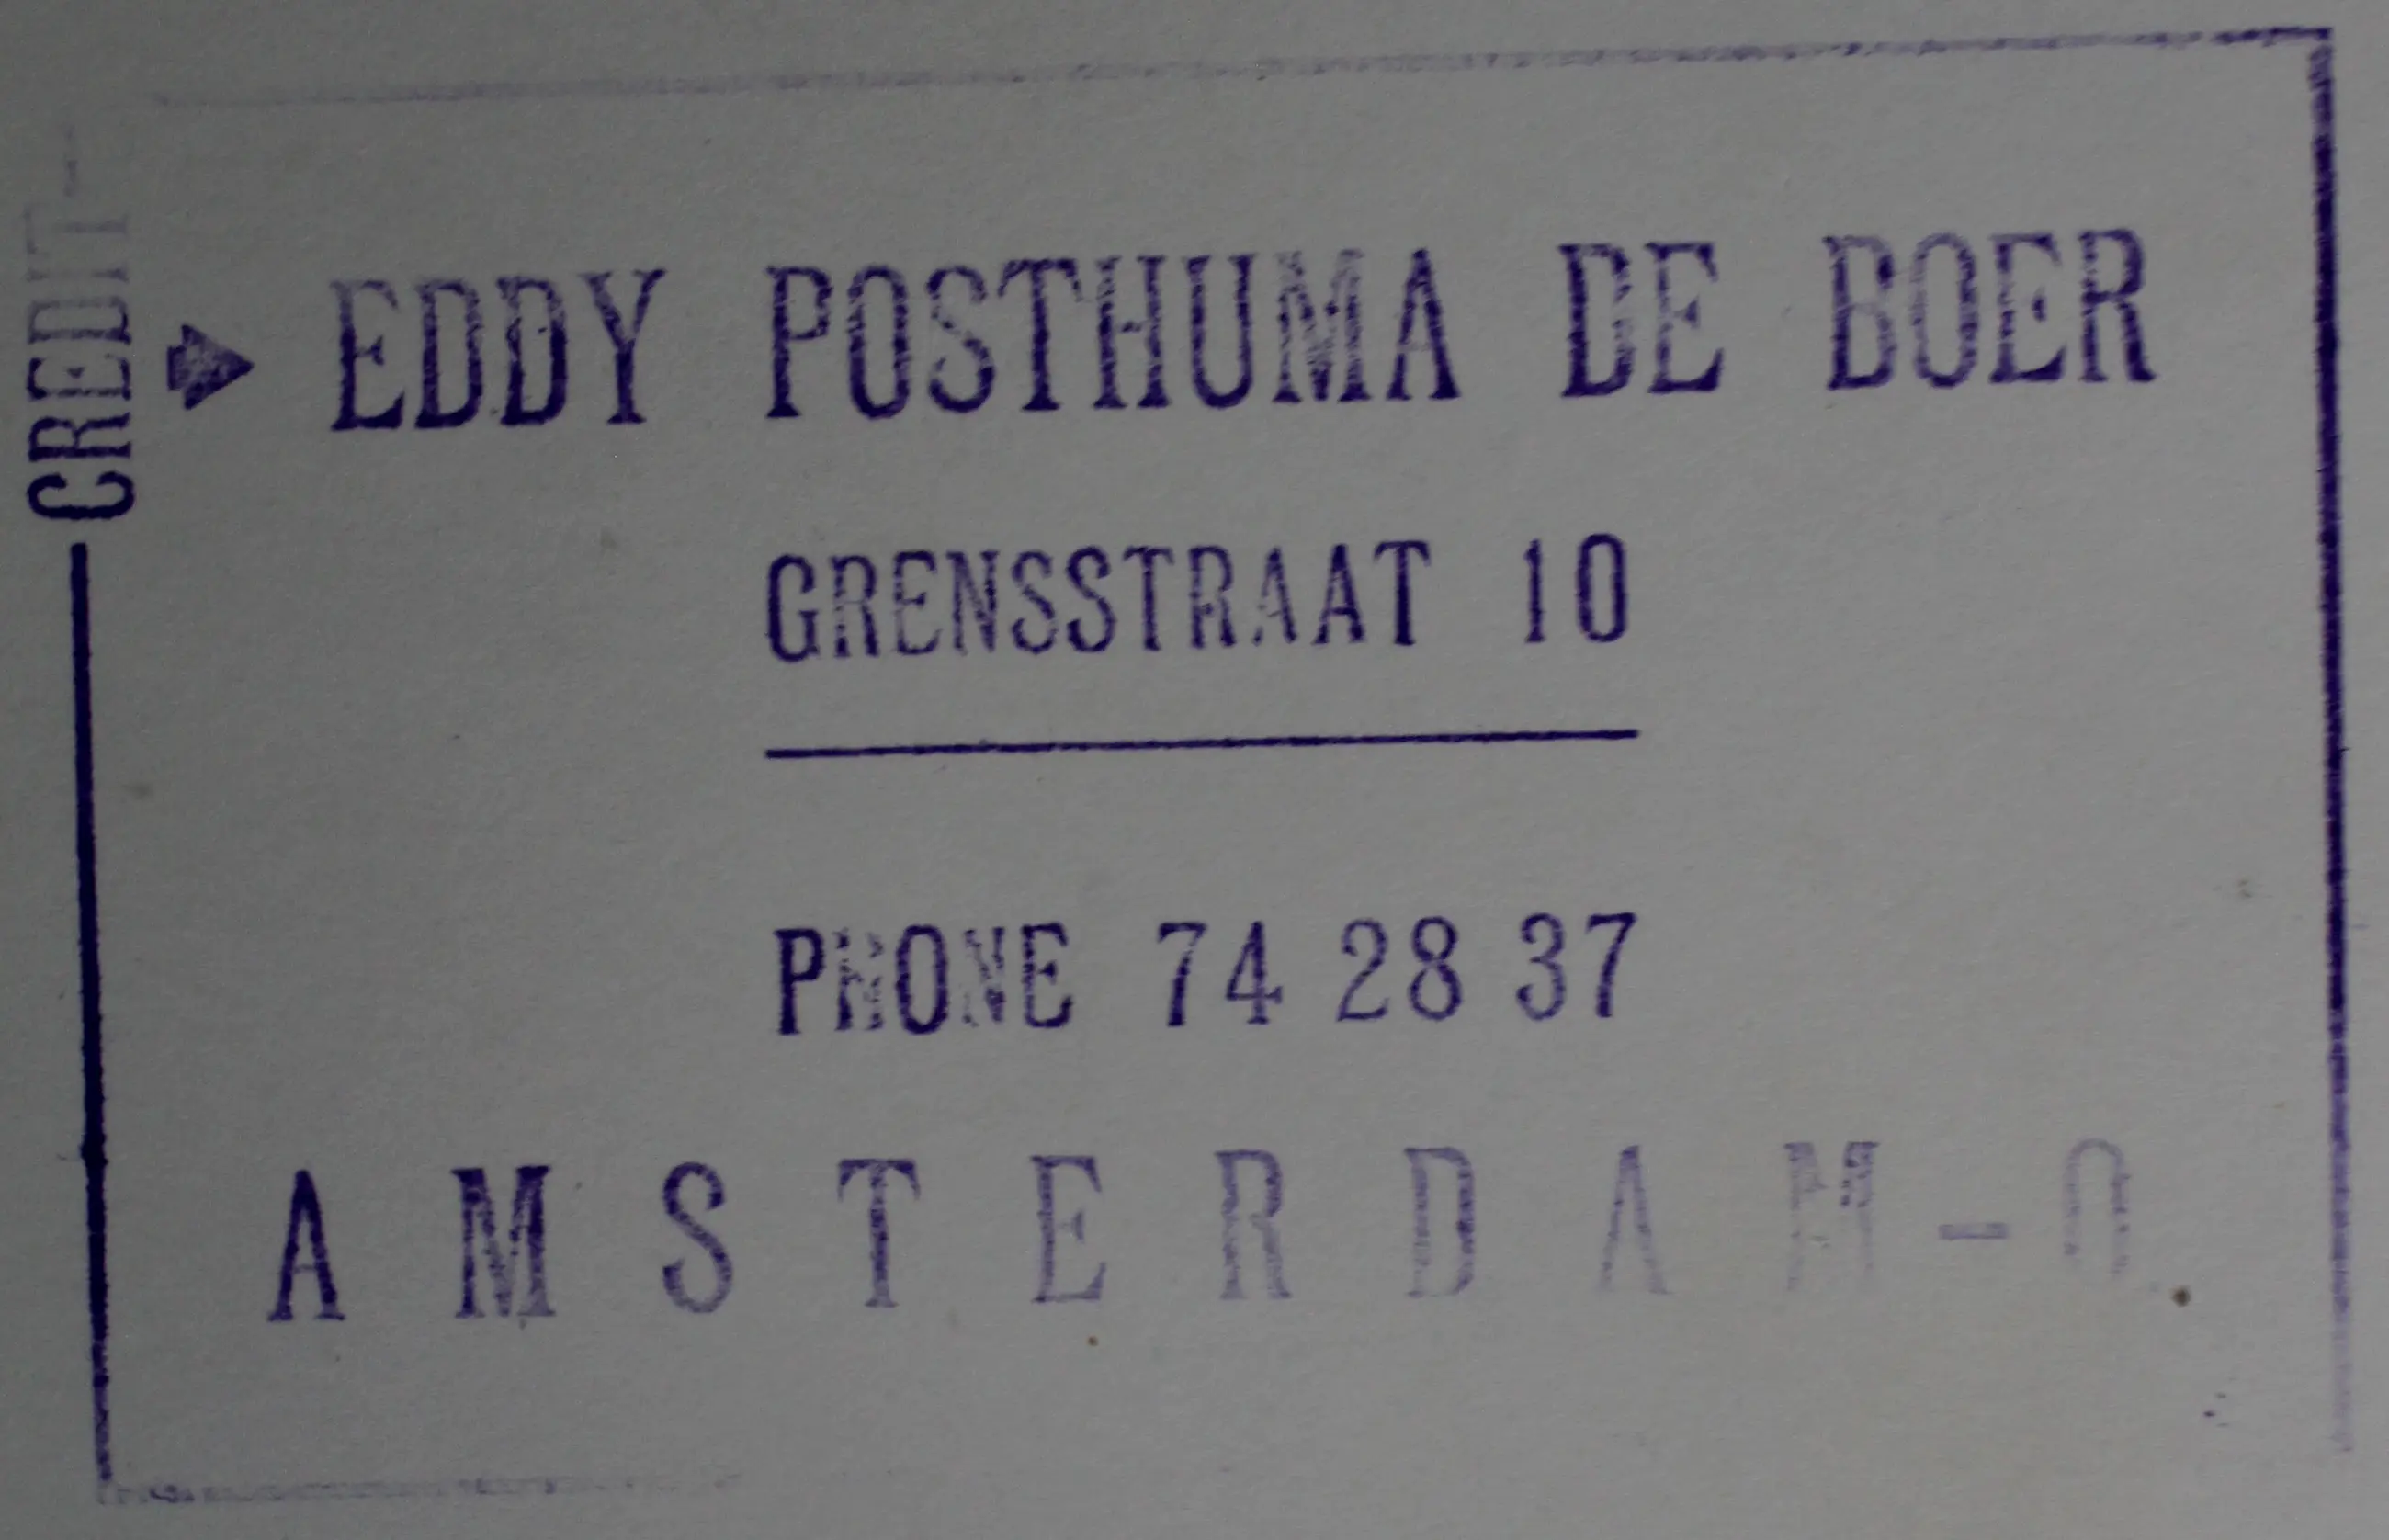 CREDIT
EDDY POSTHUMA DE BOER
GRENSSTRAAT 10
PHONE 74 28 37
AMSTERDAM-O